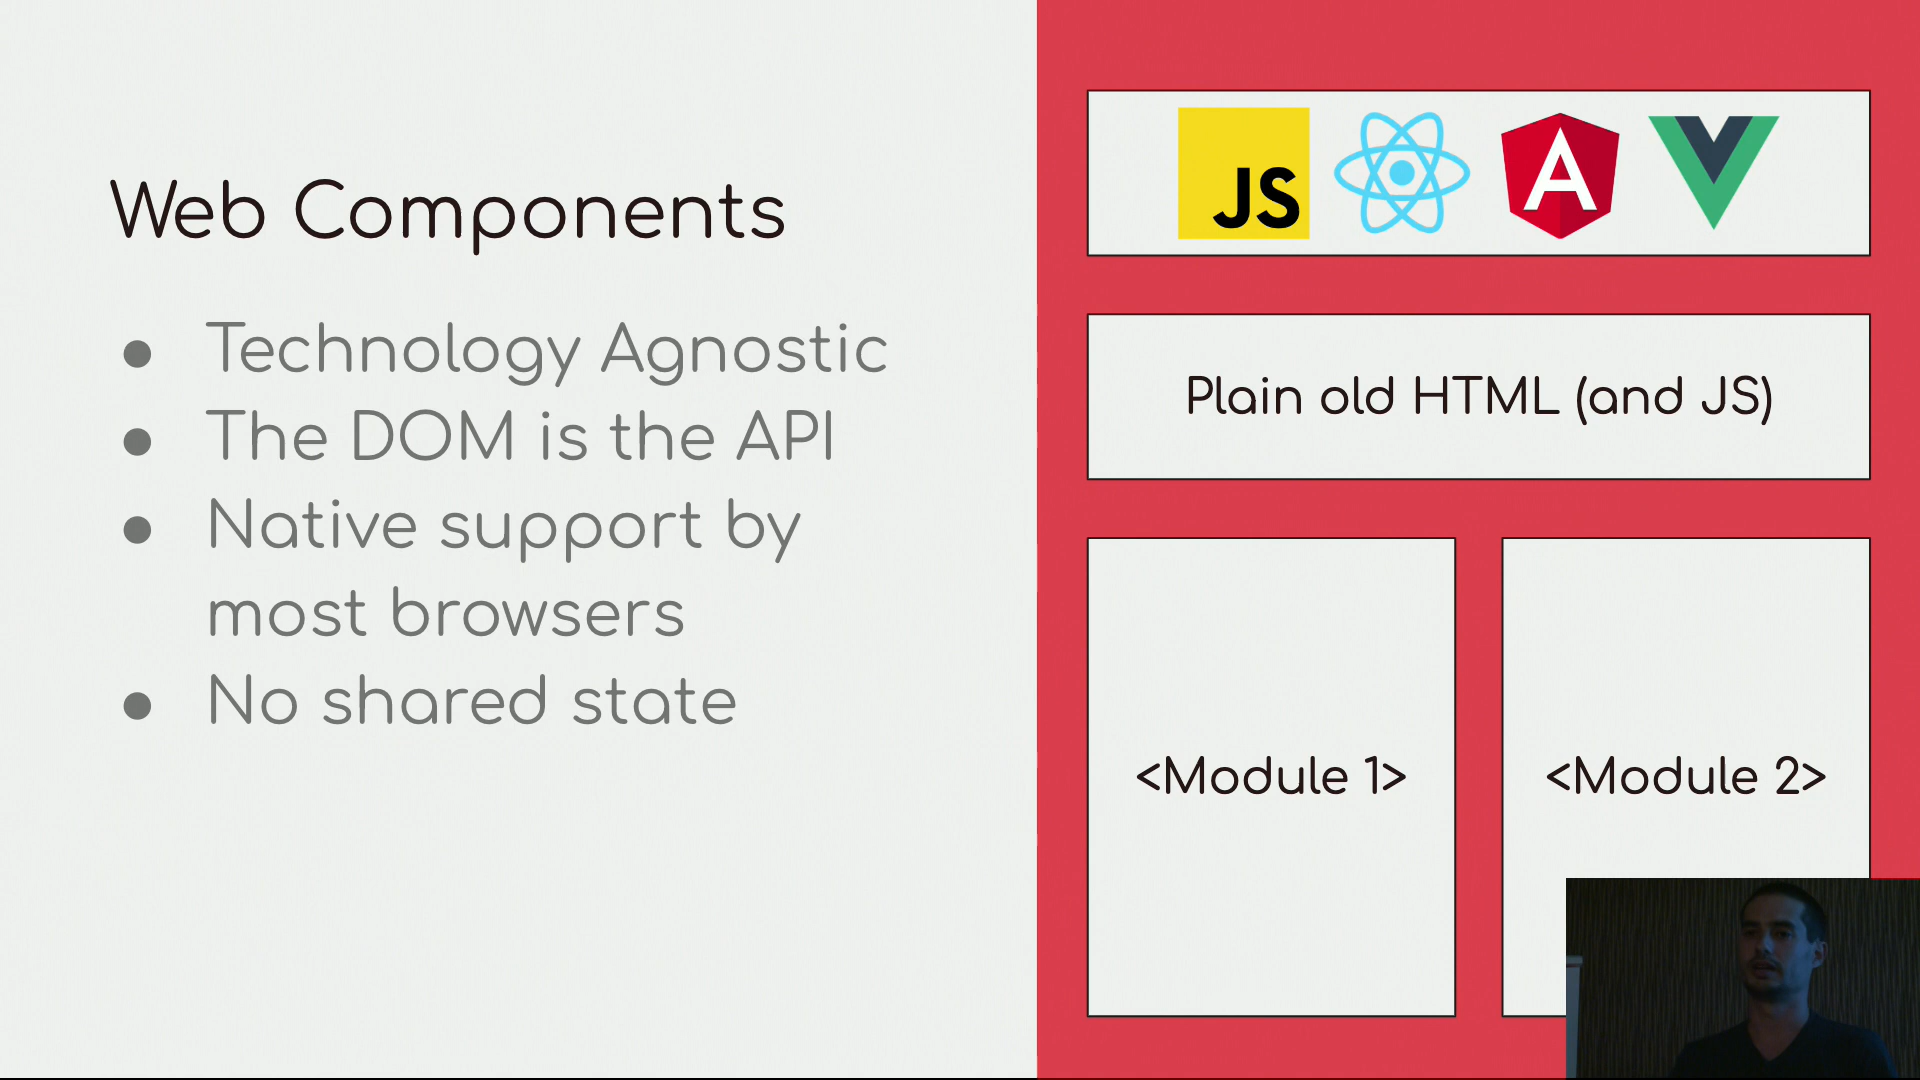 Web Components
● Technology Agnostic
● The DOM is the API
● Native support by
most browsers
● No shared state
JS
A
Plain old HTML (and JS)
<Module 1>
<Module 2>